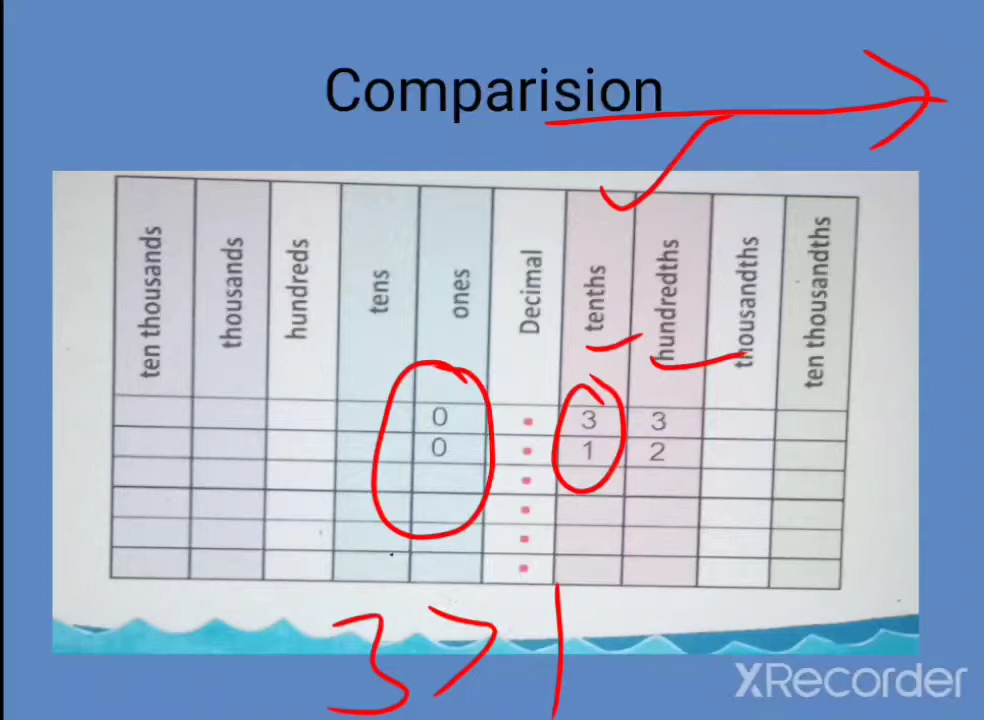 Comparision
ten thousands thousands hundreds tens ones Decimal tenths hundredths thousandths ten thousandths
0 . 3 3
0 . 1 2
.
.
.
.
3 > 1
XRecorder